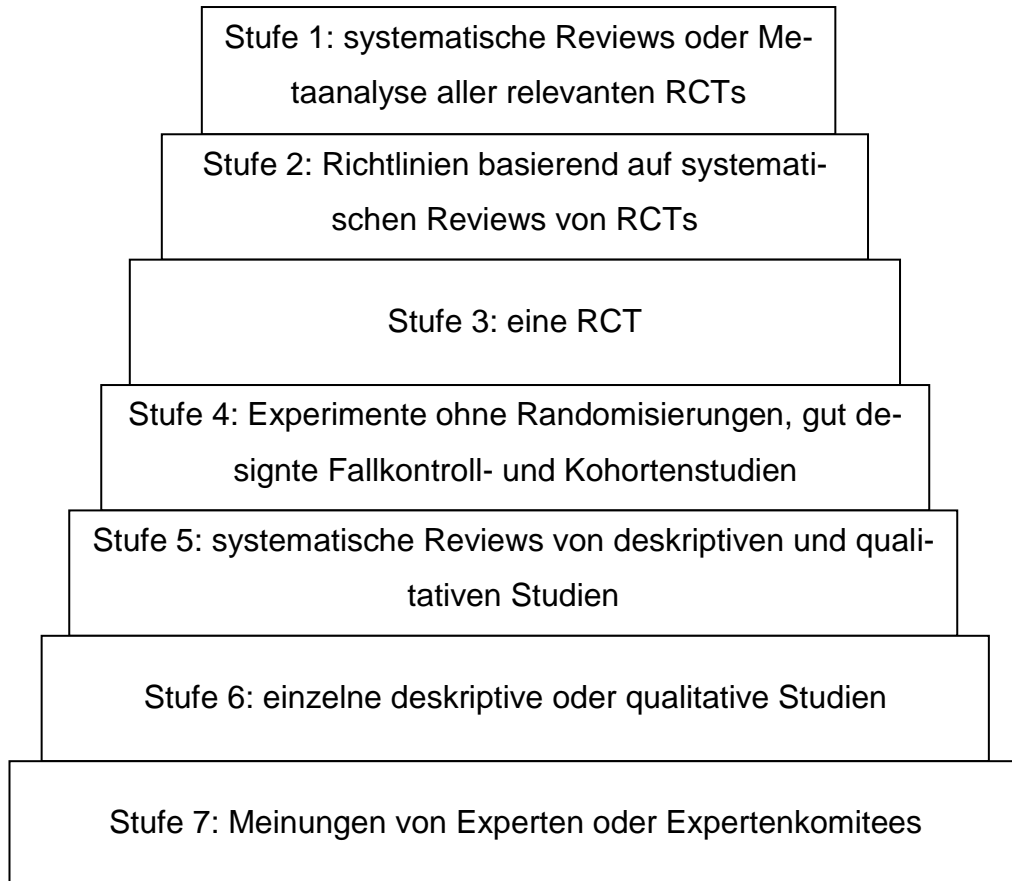 Stufe 1: systematische Reviews oder Me-
taanalyse aller relevanten RCTs
Stufe 2: Richtlinien basierend auf systemati-
schen Reviews von RCTs
Stufe 3: eine RCT
Stufe 4: Experimente ohne Randomisierungen, gut de-
signte Fallkontroll- und Kohortenstudien
Stufe 5: systematische Reviews von deskriptiven und quali-
tativen Studien
Stufe 6: einzelne deskriptive oder qualitative Studien
Stufe 7: Meinungen von Experten oder Expertenkomitees